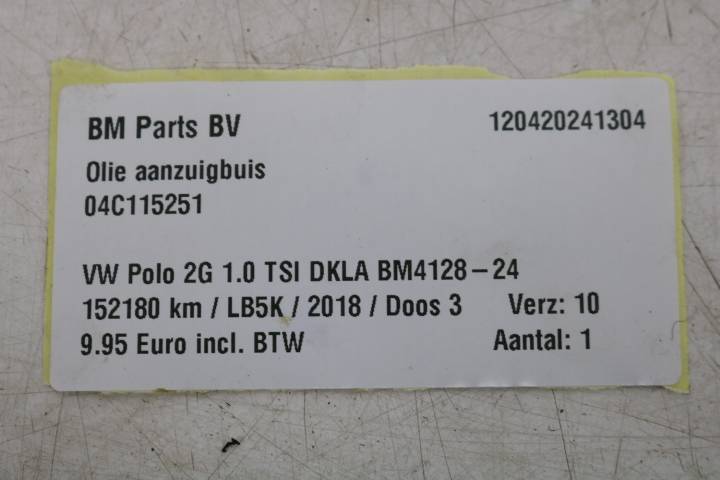 BM Parts BV 120420241304
Olie aanzuigbuis
04C115251
VW Polo 2G 1.0 TSI DKLA BM4128-24
152180 km / LB5K / 2018 / Doos 3 Verz: 10
9.95 Euro incl. BTW Aantal: 1